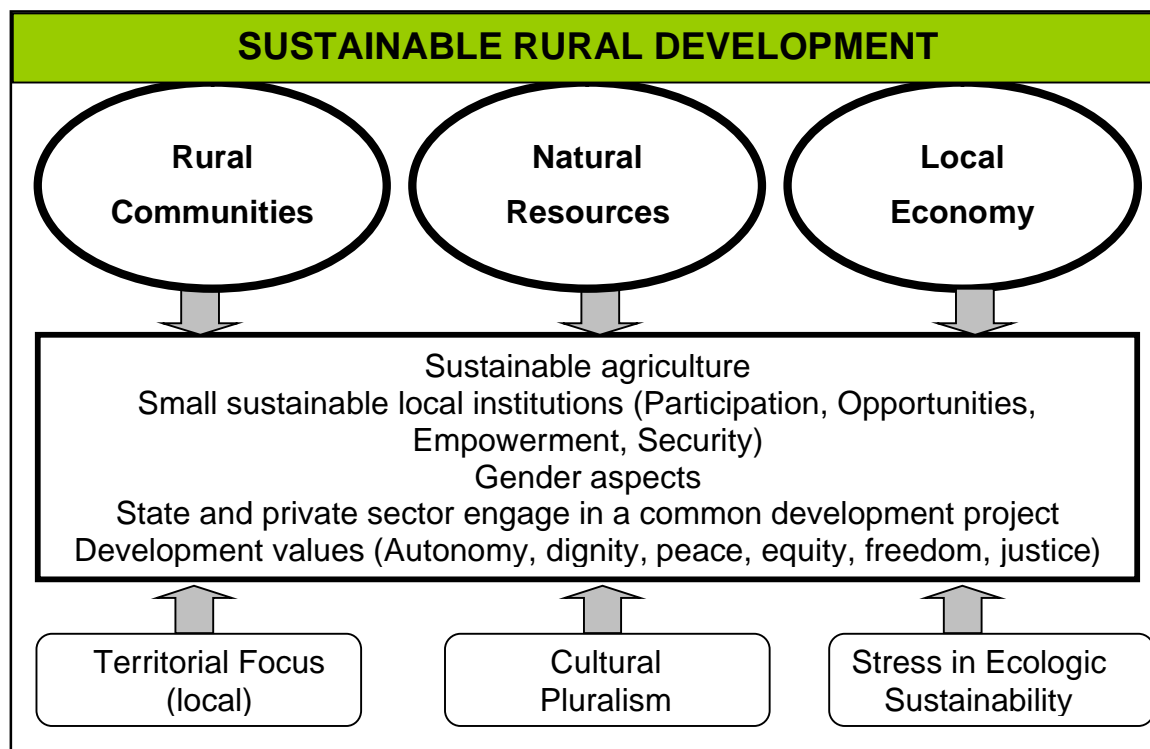 SUSTAINABLE RURAL DEVELOPMENT
Rural
Communities
Natural
Resources
Local
Economy
Sustainable agriculture
Small sustainable local institutions (Participation, Opportunities,
Empowerment, Security)
Gender aspects
State and private sector engage in a common development project
Development values (Autonomy, dignity, peace, equity, freedom, justice)
Territorial Focus
(local)
Cultural
Pluralism
Stress in Ecologic
Sustainability